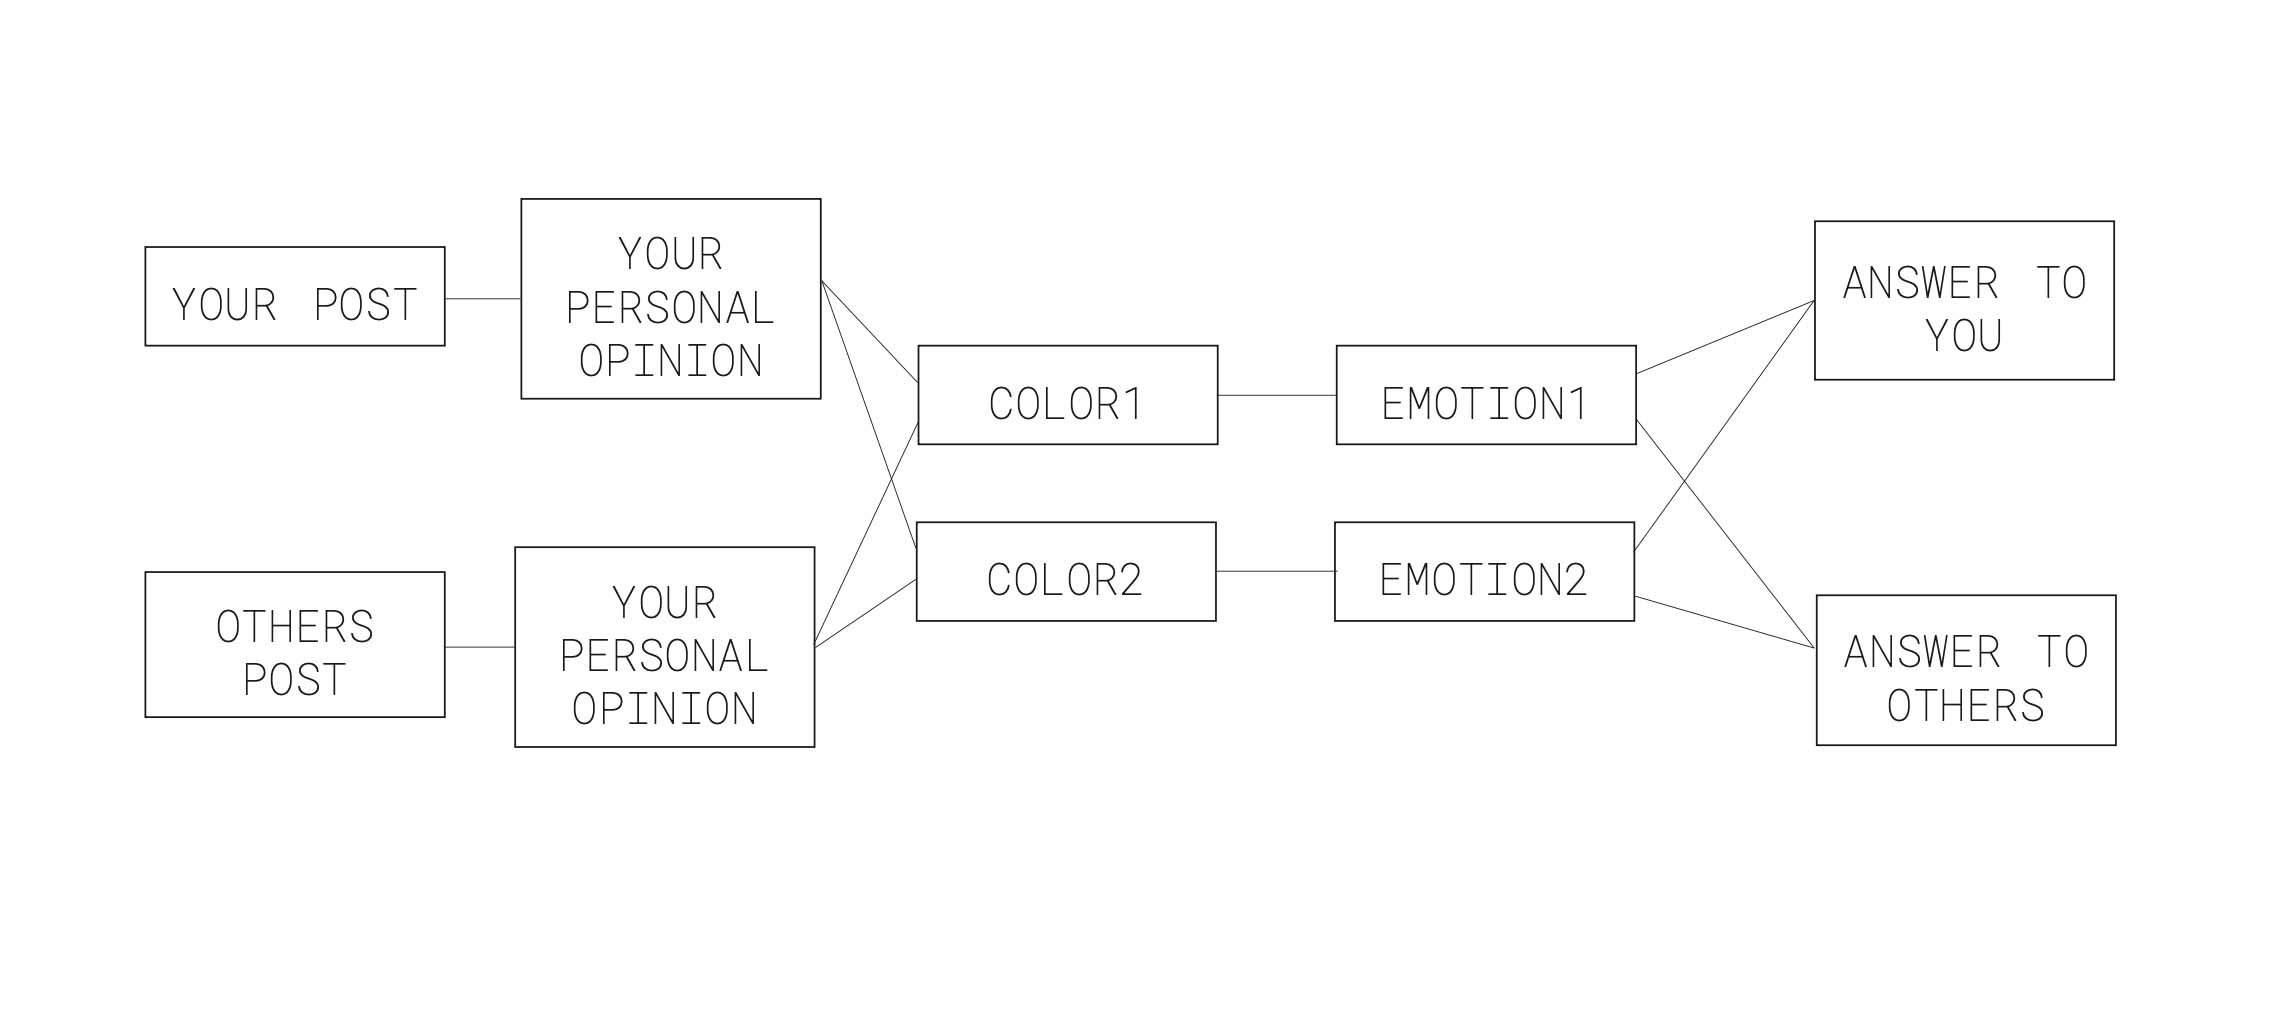 YOUR POST
YOUR
PERSONAL
OPINION
COLOR1
EMOTION1
ANSWER TO
YOU
OTHERS
POST
YOUR
PERSONAL
OPINION
COLOR2
EMOTION2
ANSWER TO
OTHERS